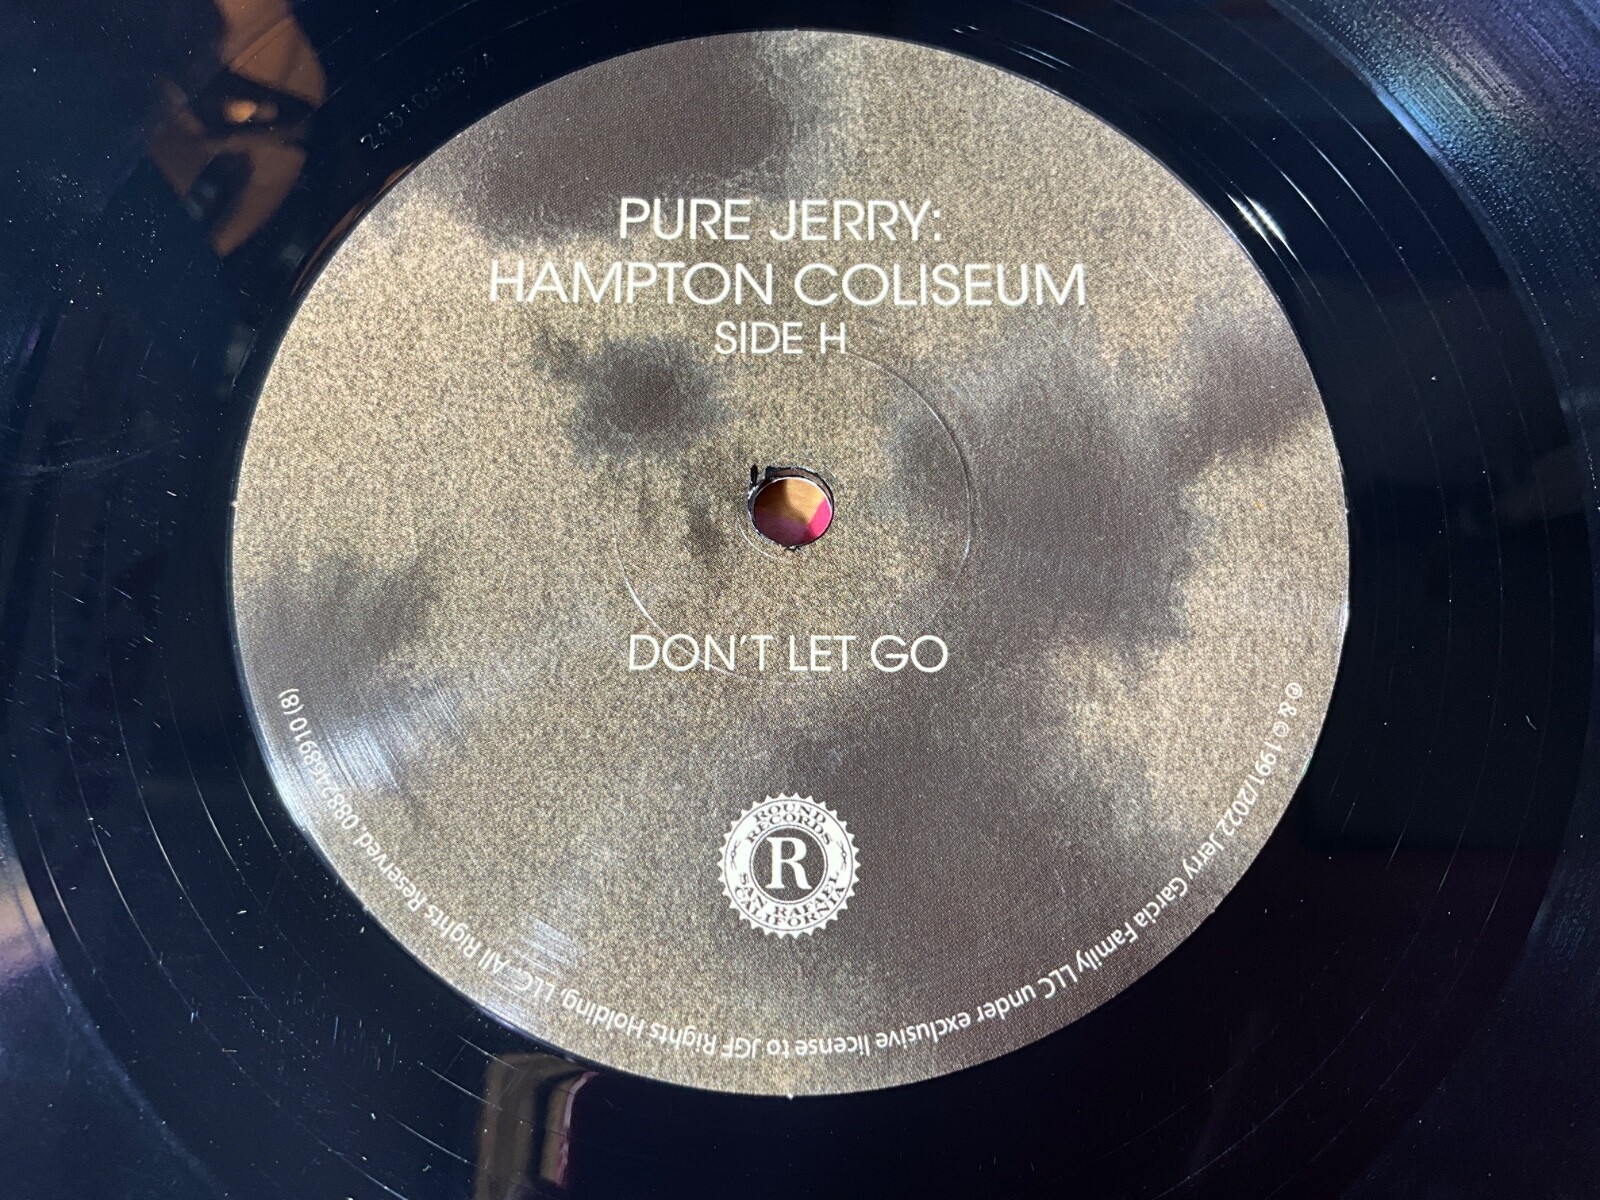 PURE JERRY:
HAMPTON COLISEUM
SIDE H
DON'T LET GO
ROUND
RECORDS
R
SAN RAFAEL
CALIFORNIA
℗ & © 1991/2022 Jerry Garcia Family LLC under exclusive license to JGF Rights Holding, LLC. All Rights Reserved. 0882468910 (8)